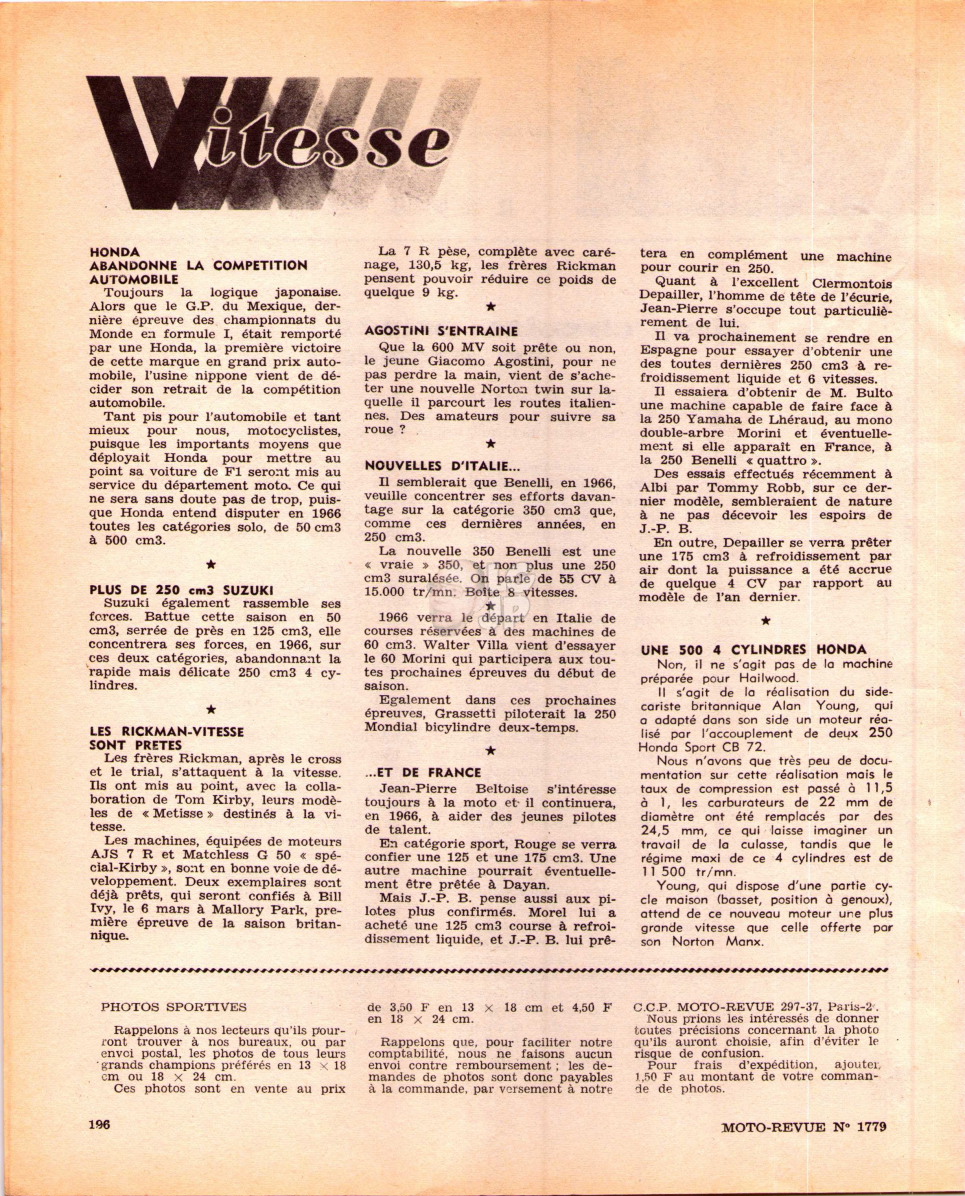 Vitesse
HONDA
ABANDONNE LA COMPETITION
AUTOMOBILE
Toujours la logique japonaise.
Alors que le G.P. du Mexique, der-
nière épreuve des championnats du
Monde en formule I, était remporté
par une Honda, la première victoire
de cette marque en grand prix auto-
mobile, l'usine nippone vient de dé-
cider son retrait de la compétition
automobile.
Tant pis pour l'automobile et tant
mieux pour nous, motocyclistes,
puisque les importants moyens que
déployait Honda pour mettre au
point sa voiture de F1 seront mis au
service du département moto. Ce qui
ne sera sans doute pas de trop, puis-
que Honda entend disputer en 1966
toutes les catégories solo, de 50 cm3
à 500 cm3.
★
PLUS DE 250 cm3 SUZUKI
Suzuki également rassemble ses
forces. Battue cette saison en 50
cm3, serrée de près en 125 cm3, elle
concentrera ses forces, en 1966, sur
ces deux catégories, abandonnant la
rapide mais délicate 250 cm3 4 cy-
lindres.
★
LES RICKMAN-VITESSE
SONT PRETES
Les frères Rickman, après le cross
et le trial, s'attaquent à la vitesse.
Ils ont mis au point, avec la colla-
boration de Tom Kirby, leurs modè-
les de « Metisse » destinés à la vi-
tesse.
Les machines, équipées de moteurs
AJS 7 R et Matchless G 50 « spé-
cial-Kirby », sont en bonne voie de dé-
veloppement. Deux exemplaires sont
déjà prêts, qui seront confiés à Bill
Ivy, le 6 mars à Mallory Park, pre-
mière épreuve de la saison britan-
nique.
La 7 R pèse, complète avec caré-
nage, 130,5 kg, les frères Rickman
pensent pouvoir réduire ce poids de
quelque 9 kg.
★
AGOSTINI S'ENTRAINE
Que la 600 MV soit prête ou non,
le jeune Giacomo Agostini, pour ne
pas perdre la main, vient de s'ache-
ter une nouvelle Norton twin sur la-
quelle il parcourt les routes italien-
nes. Des amateurs pour suivre sa
roue ?
★
NOUVELLES D'ITALIE...
Il semblerait que Benelli, en 1966,
veuille concentrer ses efforts davan-
tage sur la catégorie 350 cm3 que,
comme ces dernières années, en
250 cm3.
La nouvelle 350 Benelli est une
« vraie » 350, et non plus une 250
cm3 suralésée. On parle de 55 CV à
15.000 tr/mn. Boîte 8 vitesses.
★
1966 verra le départ en Italie de
courses réservées à des machines de
60 cm3. Walter Villa vient d'essayer
le 60 Morini qui participera aux tou-
tes prochaines épreuves du début de
saison.
Egalement dans ces prochaines
épreuves, Grassetti piloterait la 250
Mondial bicylindre deux-temps.
★
...ET DE FRANCE
Jean-Pierre Beltoise s'intéresse
toujours à la moto et il continuera,
en 1966, à aider des jeunes pilotes
de talent.
En catégorie sport, Rouge se verra
confier une 125 et une 175 cm3. Une
autre machine pourrait éventuelle-
ment être prêtée à Dayan.
Mais J.-P. B. pense aussi aux pi-
lotes plus confirmés. Morel lui a
acheté une 125 cm3 course à refroi-
dissement liquide, et J.-P. B. lui prê-
tera en complément une machine
pour courir en 250.
Quant à l'excellent Clermontois
Depailler, l'homme de tête de l'écurie,
Jean-Pierre s'occupe tout particuliè-
rement de lui.
Il va prochainement se rendre en
Espagne pour essayer d'obtenir une
des toutes dernières 250 cm3 à re-
froidissement liquide et 6 vitesses.
Il essaiera d'obtenir de M. Bulto
une machine capable de faire face à
la 250 Yamaha de Lhéraud, au mono
double-arbre Morini et éventuelle-
ment si elle apparaît en France, à
la 250 Benelli « quattro ».
Des essais effectués récemment à
Albi par Tommy Robb, sur ce der-
nier modèle, sembleraient de nature
à ne pas décevoir les espoirs de
J.-P. B.
En outre, Depailler se verra prêter
une 175 cm3 à refroidissement par
air dont la puissance a été accrue
de quelque 4 CV par rapport au
modèle de l'an dernier.
★
UNE 500 4 CYLINDRES HONDA
Non, il ne s'agit pas de la machine
préparée pour Hailwood.
Il s'agit de la réalisation du side-
cariste britannique Alan Young, qui
a adapté dans son side un moteur réa-
lisé par l'accouplement de deux 250
Honda Sport CB 72.
Nous n'avons que très peu de docu-
mentation sur cette réalisation mais le
taux de compression est passé à 11,5
à 1, les carburateurs de 22 mm de
diamètre ont été remplacés par des
24,5 mm, ce qui laisse imaginer un
travail de la culasse, tandis que le
régime maxi de ce 4 cylindres est de
11 500 tr/mn.
Young, qui dispose d'une partie cy-
cle maison (basset, position à genoux),
attend de ce nouveau moteur une plus
grande vitesse que celle offerte par
son Norton Manx.
PHOTOS SPORTIVES
Rappelons à nos lecteurs qu'ils pour-
ront trouver à nos bureaux, ou par
envoi postal, les photos de tous leurs
grands champions préférés en 13 × 18
cm ou 18 × 24 cm.
Ces photos sont en vente au prix
de 3,50 F en 13 × 18 cm et 4,50 F
en 18 × 24 cm.
Rappelons que, pour faciliter notre
comptabilité, nous ne faisons aucun
envoi contre remboursement ; les de-
mandes de photos sont donc payables
à la commande, par versement à notre
C.C.P. MOTO-REVUE 297-37, Paris-2°.
Nous prions les intéressés de donner
toutes précisions concernant la photo
qu'ils auront choisie, afin d'éviter le
risque de confusion.
Pour frais d'expédition, ajouter,
1,50 F au montant de votre comman-
de de photos.
196
MOTO-REVUE N° 1779